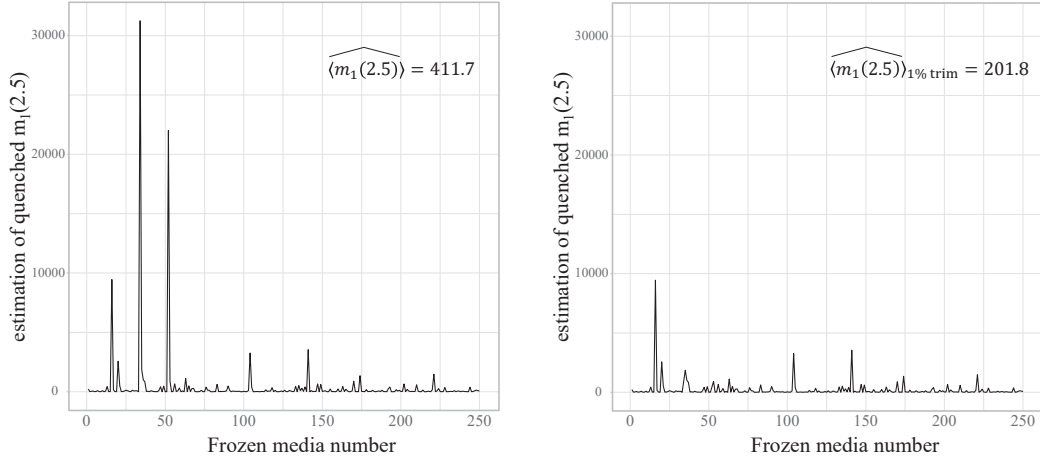 estimation of quenched m₁(2.5)
30000
20000
10000
0
⟨m₁(2.5)⟩ = 411.7
0 50 100 150 200 250
Frozen media number
estimation of quenched m₁(2.5)
30000
20000
10000
0
⟨m₁(2.5)⟩₁% trim = 201.8
0 50 100 150 200 250
Frozen media number